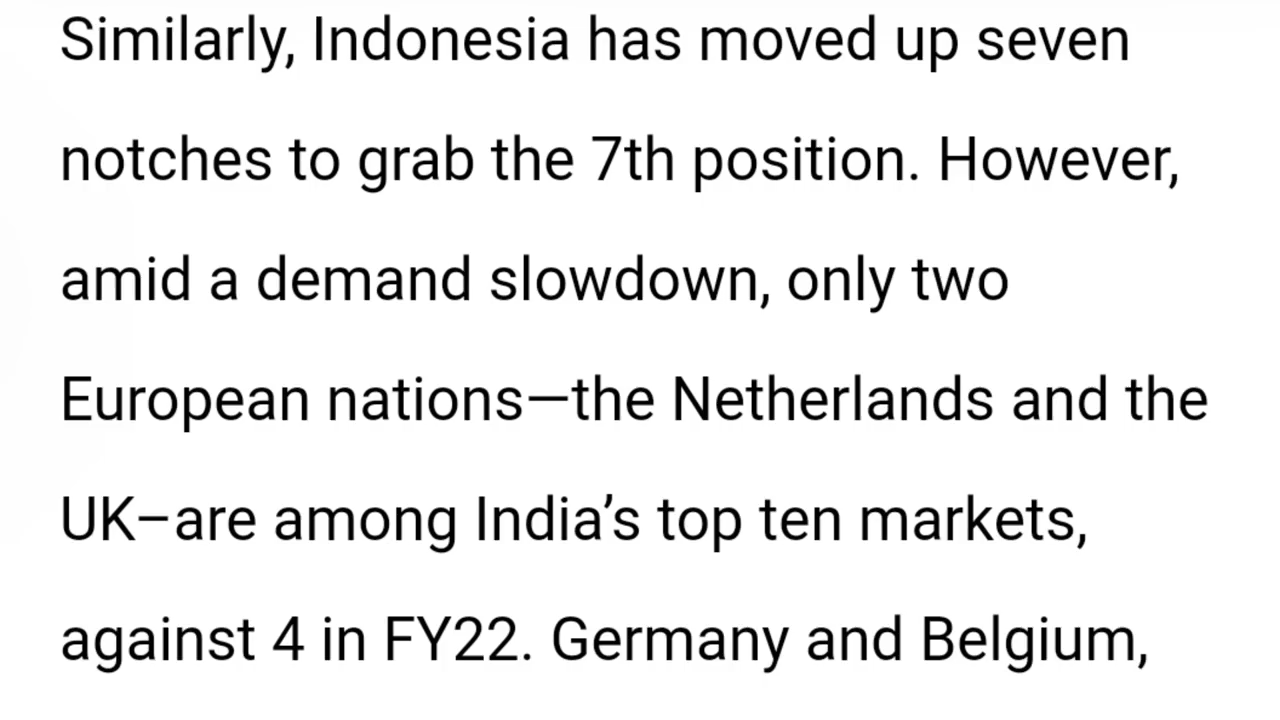 Similarly, Indonesia has moved up seven
notches to grab the 7th position. However,
amid a demand slowdown, only two
European nations—the Netherlands and the
UK–are among India’s top ten markets,
against 4 in FY22. Germany and Belgium,